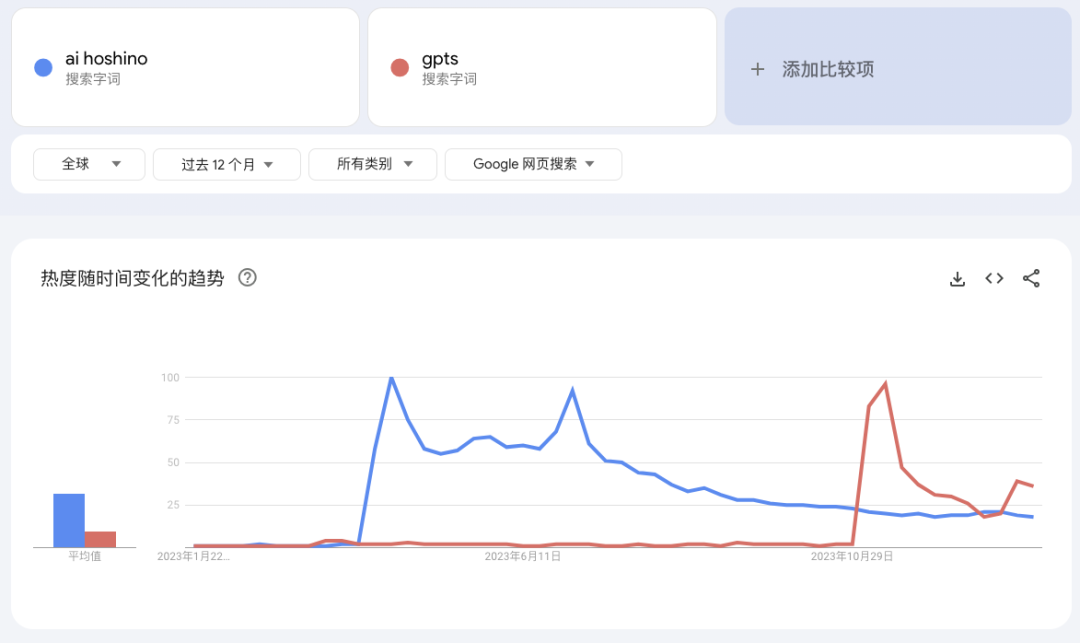 ai hoshino
搜索字词
gpts
搜索字词
+ 添加比较项
全球
过去 12 个月
所有类别
Google 网页搜索
热度随时间变化的趋势
100
75
50
25
平均值
2023年1月22...
2023年6月11日
2023年10月29日